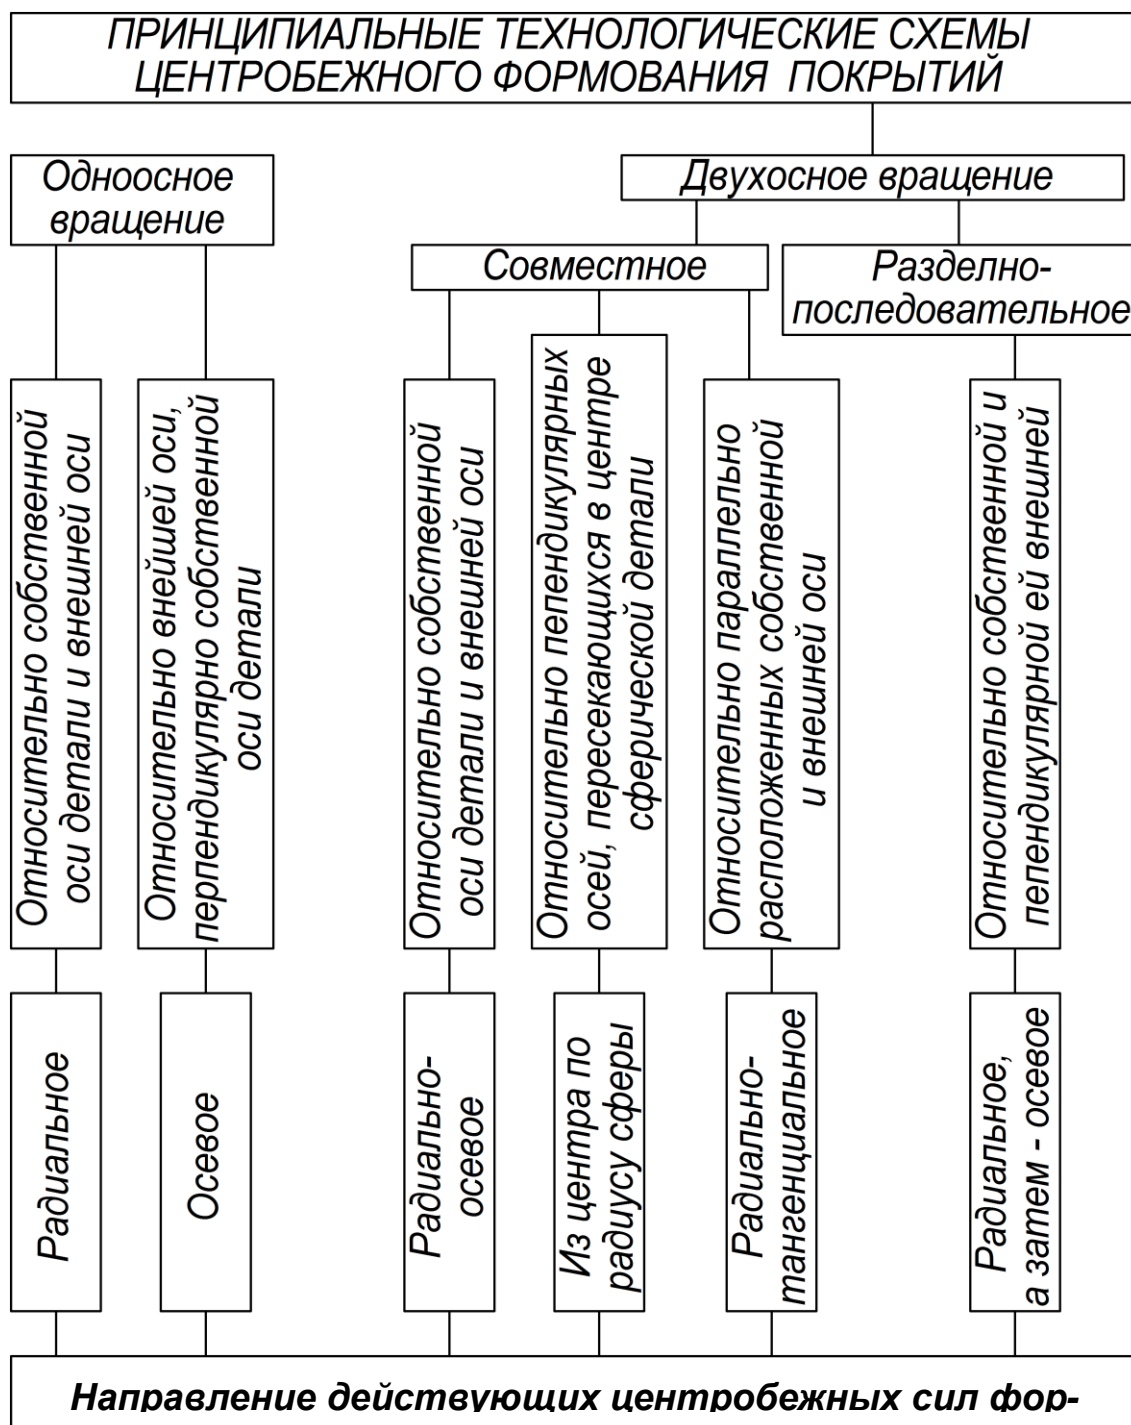 ПРИНЦИПИАЛЬНЫЕ ТЕХНОЛОГИЧЕСКИЕ СХЕМЫ
ЦЕНТРОБЕЖНОГО ФОРМОВАНИЯ ПОКРЫТИЙ
Одноосное
вращение
Двухосное вращение
Совместное
Разделно-
последовательное
Относительно собственной
оси детали и внешней оси
Относительно внейшей оси,
перпендикулярно собственной
оси детали
Относительно собственной
оси детали и внешней оси
Относительно пепендикулярных
осей, пересекающихся в центре
сферической детали
Относительно параллельно
расположенных собственной
и внешней оси
Относительно собственной и
пепендикулярной ей внешней
Радиальное
Осевое
Радиально-
осевое
Из центра по
радиусу сферы
Радиально-
тангенциальное
Радиальное,
а затем - осевое
Направление действующих центробежных сил фор-